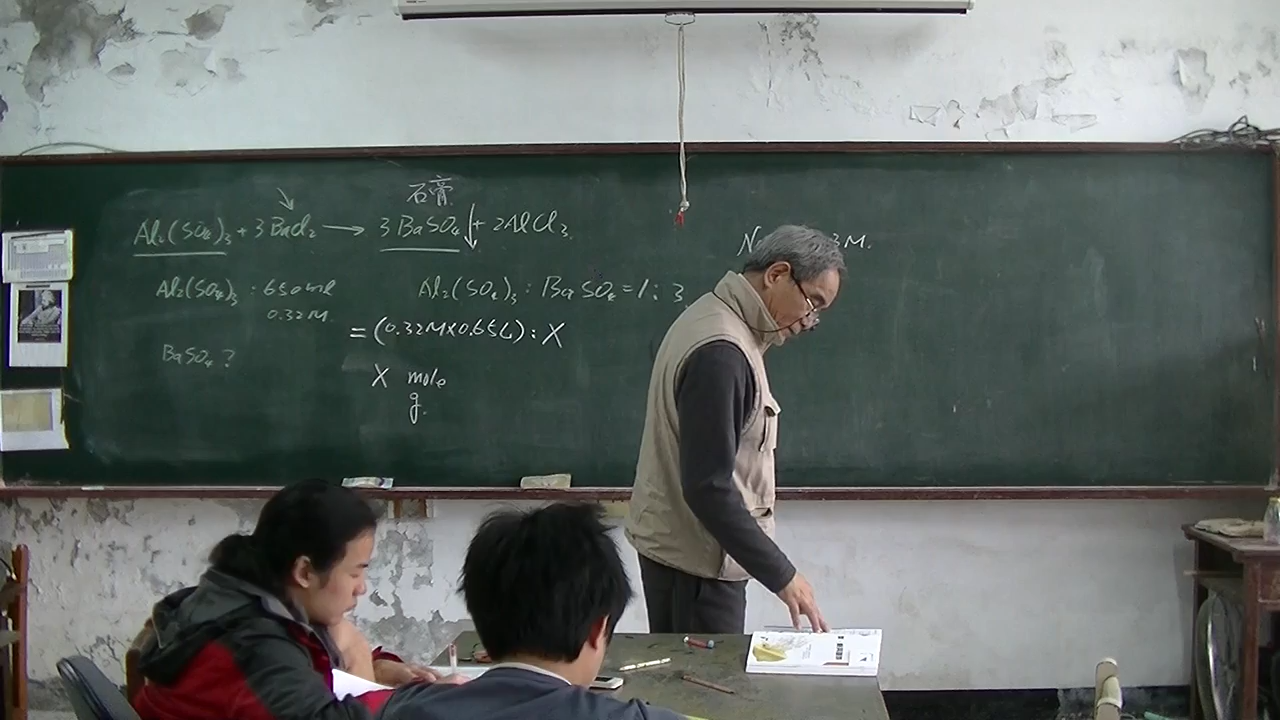 石膏
Al₂(SO₄)₃ + 3BaCl₂ → 3BaSO₄↓ + 2AlCl₃
Al₂(SO₄)₃ : 650ml
0.32M
BaSO₄ ?
Al₂(SO₄)₃ : BaSO₄ = 1 : 3
= (0.32M×0.65L) : X
X mole
g.
N
3M.